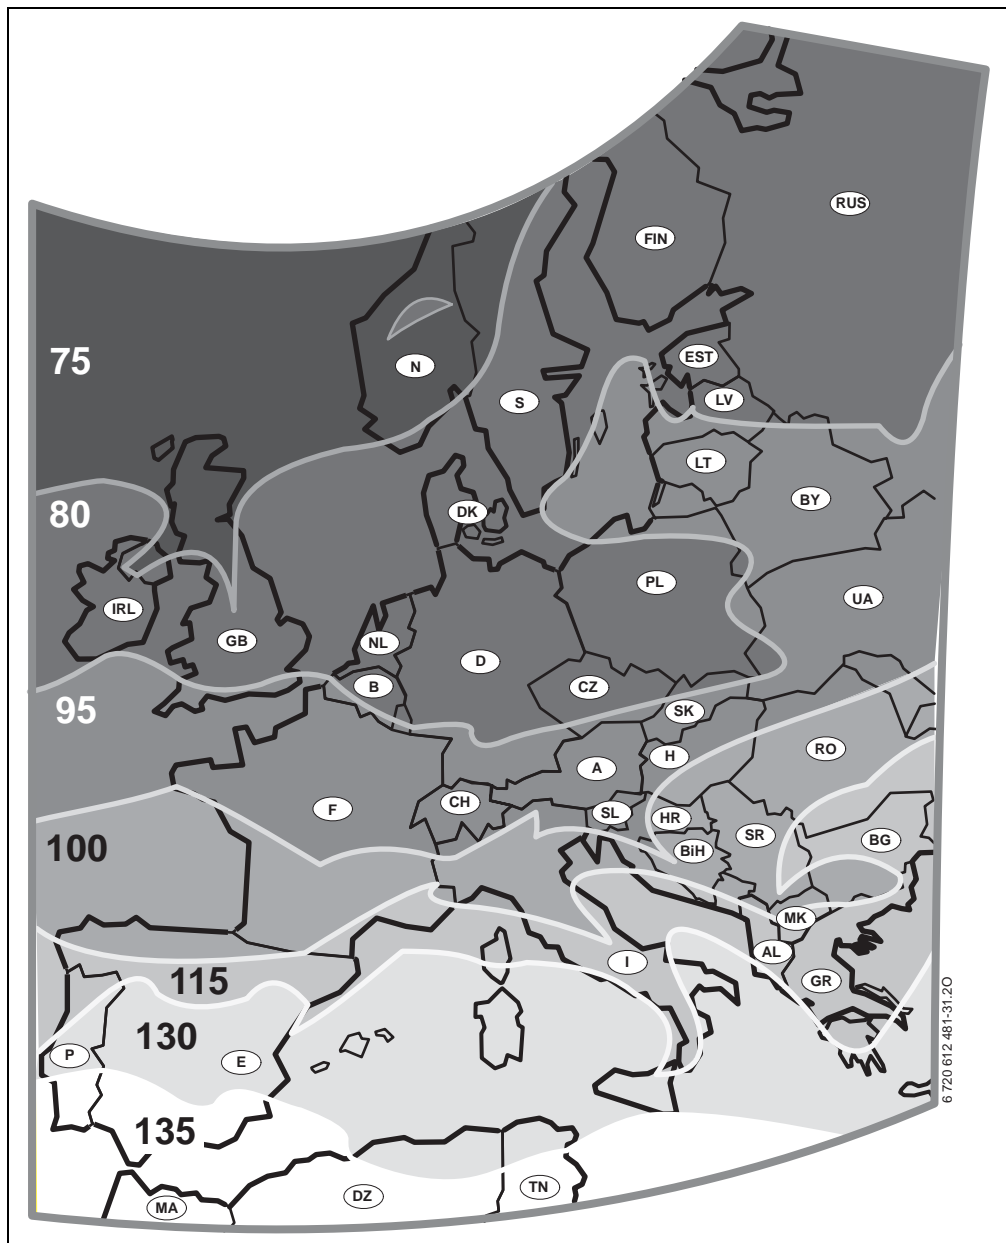 RUS
FIN
75
N
EST
S
LV
LT
80
DK
BY
PL
IRL
UA
GB
NL
D
B
CZ
95
SK
RO
H
A
CH
F
SL
HR
SR
BG
100
BiH
MK
AL
I
115
GR
130
P
E
135
DZ
TN
MA
6 720 612 481-31.2O